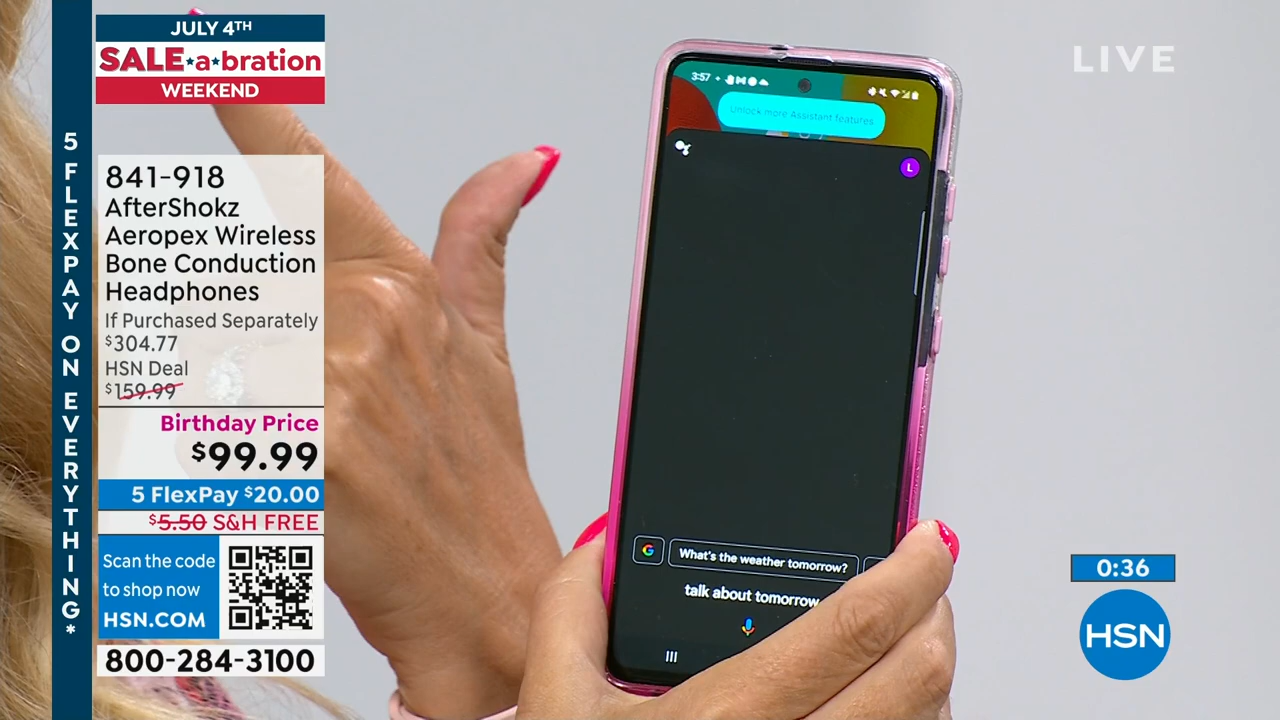 JULY 4TH
SALE★a★bration
WEEKEND
5 FLEXPAY ON EVERYTHING*
841-918
AfterShokz
Aeropex Wireless
Bone Conduction
Headphones
If Purchased Separately
$304.77
HSN Deal
$159.99
Birthday Price
$99.99
5 FlexPay $20.00
$5.50 S&H FREE
Scan the code
to shop now
HSN.COM
800-284-3100
LIVE
3:57
Unlock more Assistant features
L
G
What's the weather tomorrow?
talk about tomorrow
0:36
HSN